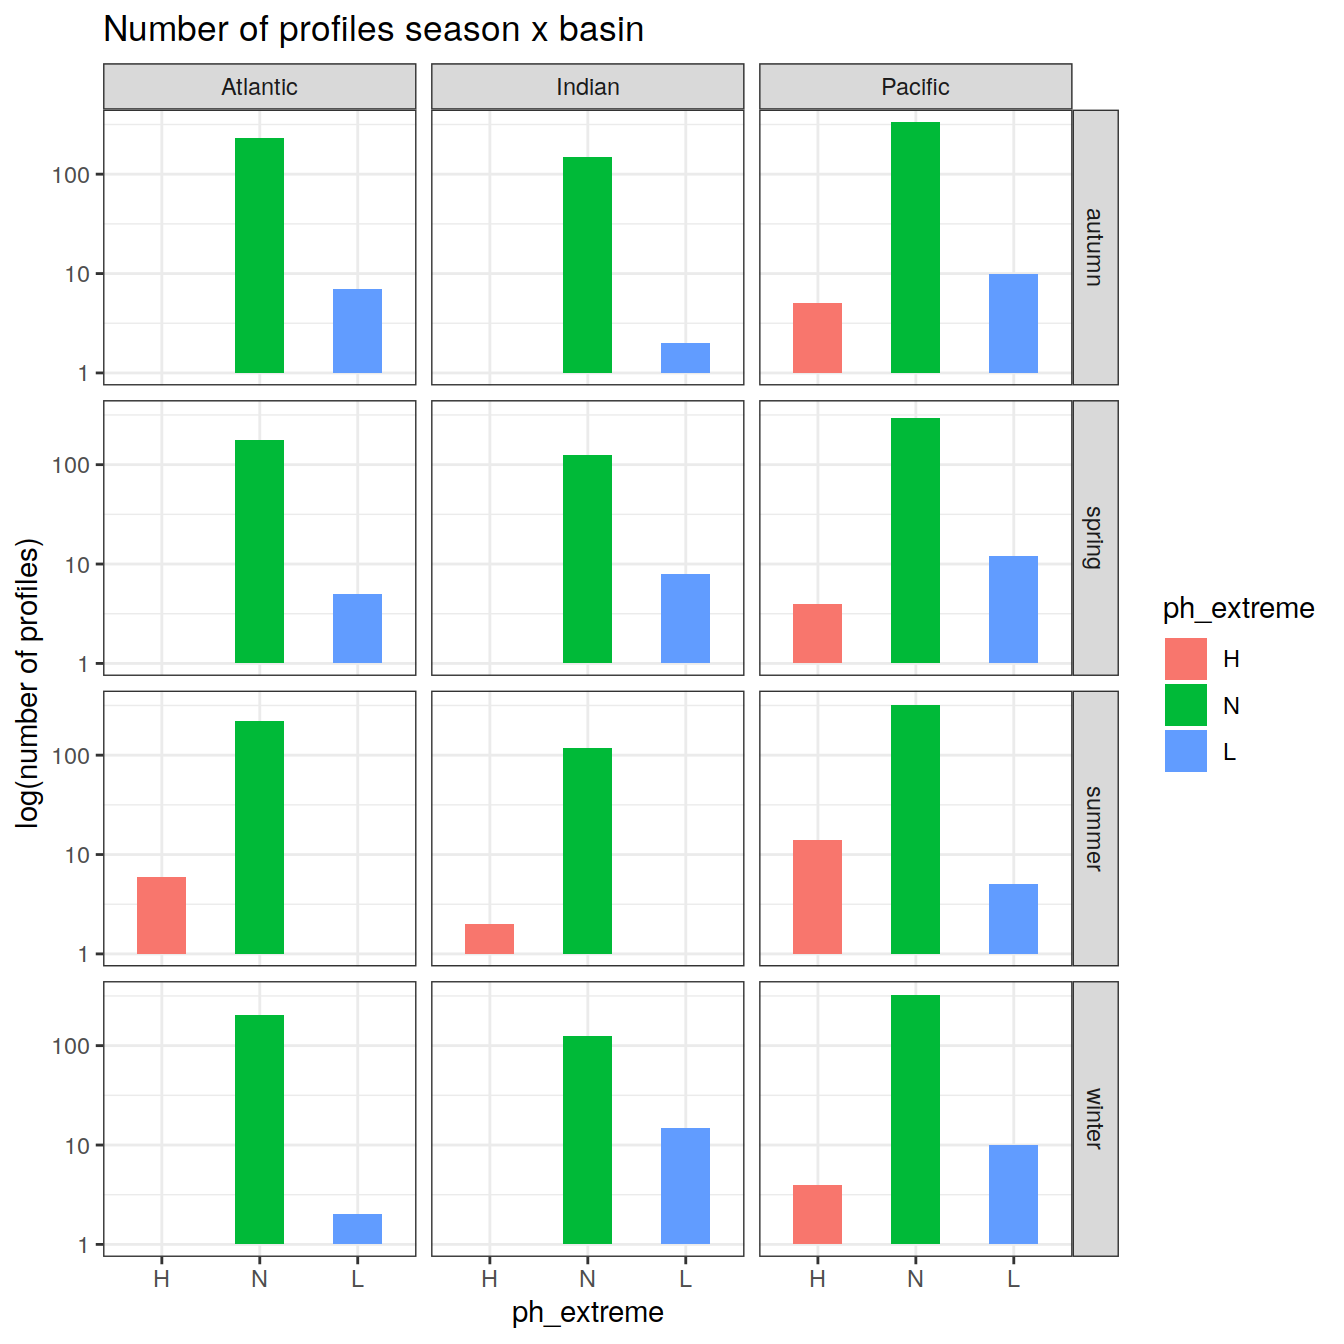 Number of profiles season x basin
Atlantic
Indian
Pacific
100
10
1
autumn
100
10
1
spring
100
10
1
summer
100
10
1
winter
H
N
L
H
N
L
H
N
L
ph_extreme
log(number of profiles)
ph_extreme
H
N
L